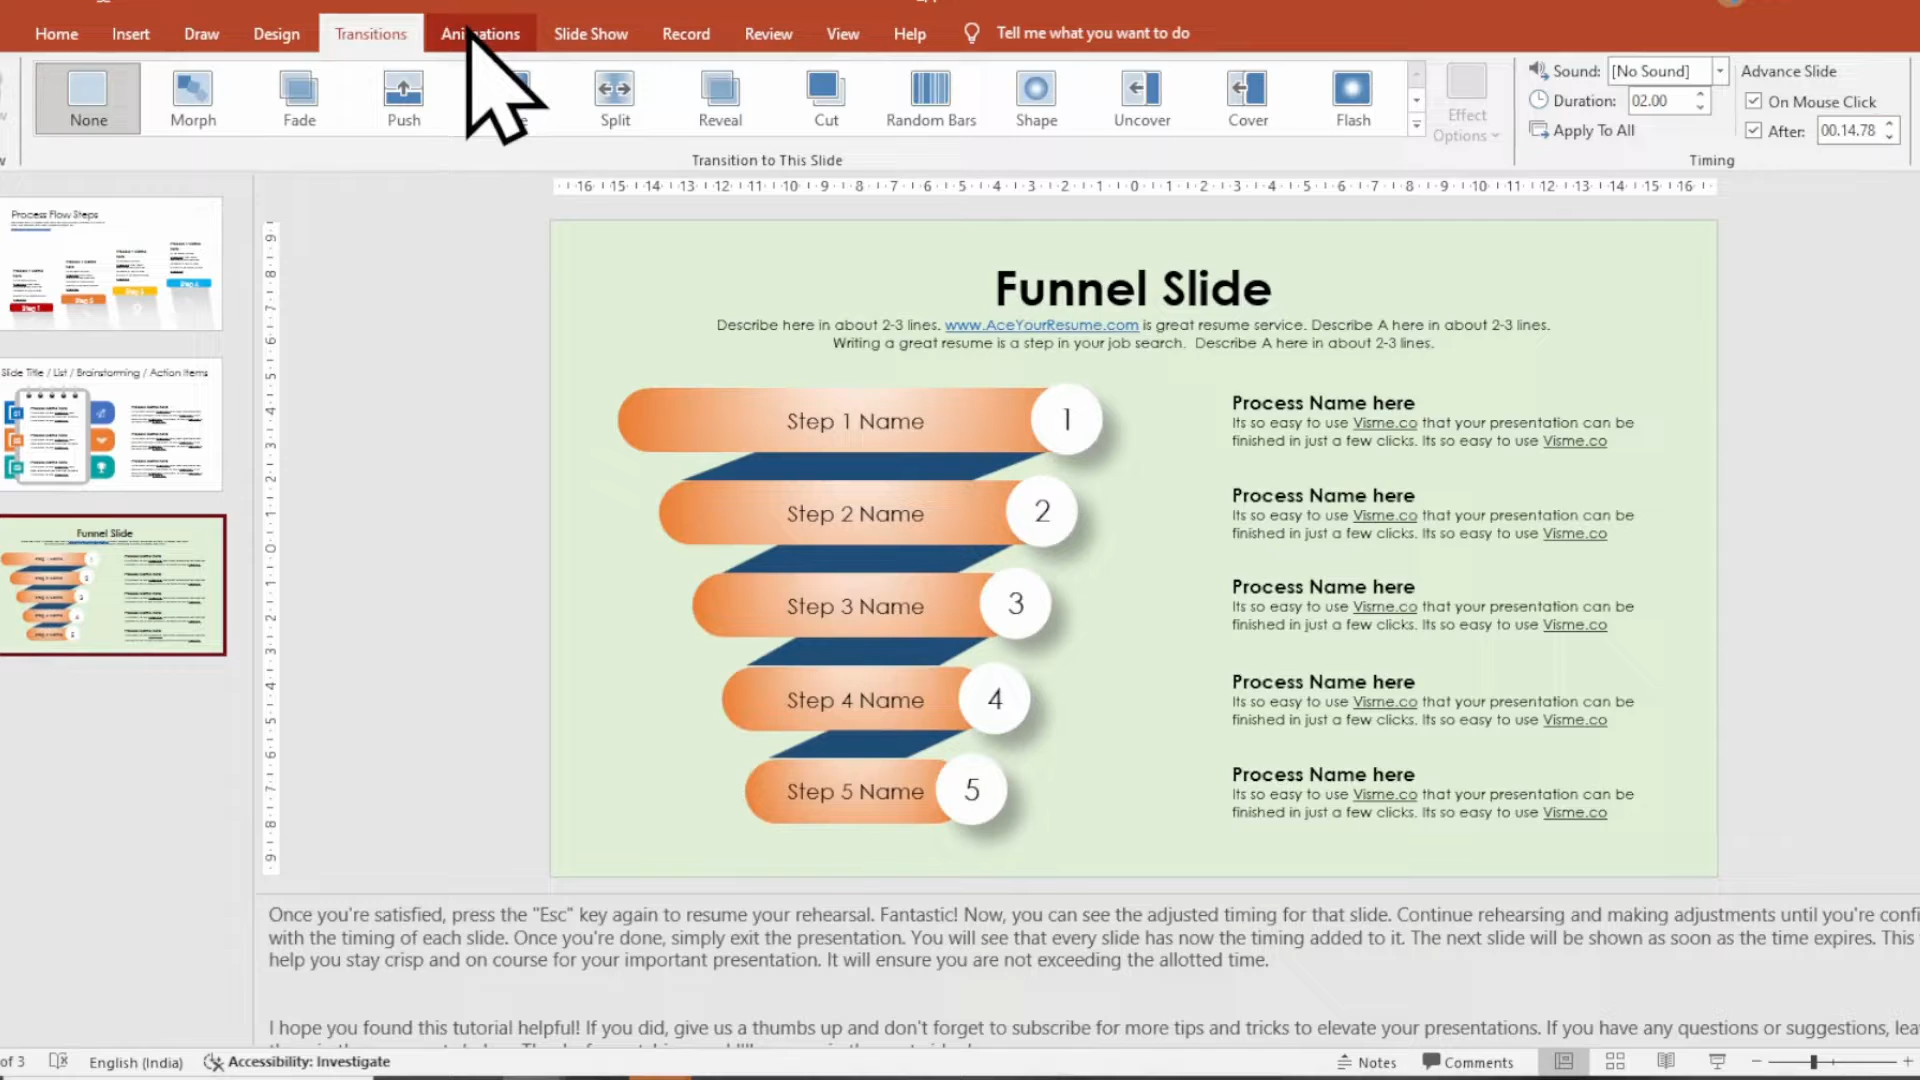 Home Insert Draw Design Transitions Animations Slide Show Record Review View Help Tell me what you want to do
None Morph Fade Push Split Reveal Cut Random Bars Shape Uncover Cover Flash
Effect Options
Sound: [No Sound]
Duration: 02.00
Apply To All
Advance Slide
On Mouse Click
After: 00.14.78
Transition to This Slide
Timing
Process Flow Steps
Step 1
Slide Title / List / Brainstorming / Action Items
Funnel Slide
Funnel Slide
Describe here in about 2-3 lines. www.AceYourResume.com is great resume service. Describe A here in about 2-3 lines.
Writing a great resume is a step in your job search. Describe A here in about 2-3 lines.
Step 1 Name 1
Process Name here
Its so easy to use Visme.co that your presentation can be
finished in just a few clicks. Its so easy to use Visme.co
Step 2 Name 2
Process Name here
Its so easy to use Visme.co that your presentation can be
finished in just a few clicks. Its so easy to use Visme.co
Step 3 Name 3
Process Name here
Its so easy to use Visme.co that your presentation can be
finished in just a few clicks. Its so easy to use Visme.co
Step 4 Name 4
Process Name here
Its so easy to use Visme.co that your presentation can be
finished in just a few clicks. Its so easy to use Visme.co
Step 5 Name 5
Process Name here
Its so easy to use Visme.co that your presentation can be
finished in just a few clicks. Its so easy to use Visme.co
Once you're satisfied, press the "Esc" key again to resume your rehearsal. Fantastic! Now, you can see the adjusted timing for that slide. Continue rehearsing and making adjustments until you're confi
with the timing of each slide. Once you're done, simply exit the presentation. You will see that every slide has now the timing added to it. The next slide will be shown as soon as the time expires. This
help you stay crisp and on course for your important presentation. It will ensure you are not exceeding the allotted time.
I hope you found this tutorial helpful! If you did, give us a thumbs up and don't forget to subscribe for more tips and tricks to elevate your presentations. If you have any questions or suggestions, lea
of 3 English (India) Accessibility: Investigate Notes Comments